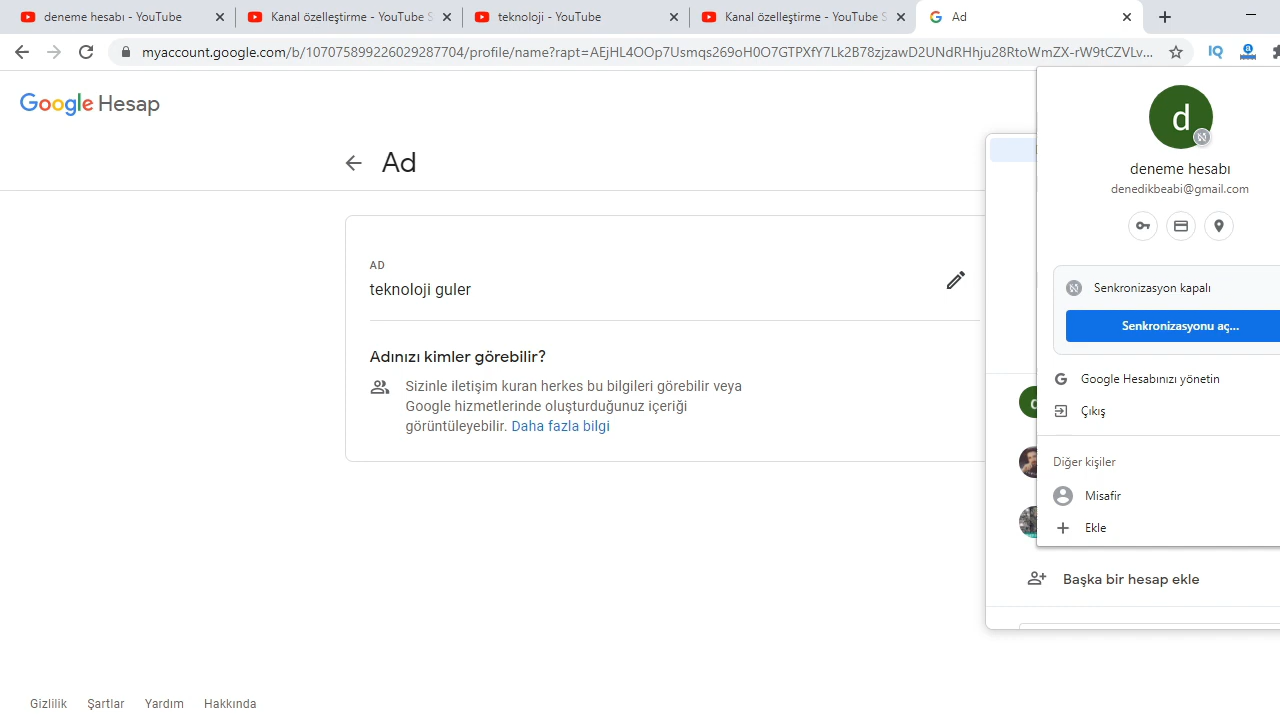 deneme hesabı - YouTube
Kanal özelleştirme - YouTube S
teknoloji - YouTube
Kanal özelleştirme - YouTube S
Ad
myaccount.google.com/b/107075899226029287704/profile/name?rapt=AEjHL4OOp7Usmqs269on0O7GTPXfY7Lk2B78zjzawD2UNdRHhju28RtoWmZX-rW9tCZVLv...
IQ
a
Google Hesap
Ad
AD
teknoloji guler
Adınızı kimler görebilir?
Sizinle iletişim kuran herkes bu bilgileri görebilir veya
Google hizmetlerinde oluşturduğunuz içeriği
görüntüleyebilir. Daha fazla bilgi
d
deneme hesabı
denedikbeabi@gmail.com
Senkronizasyon kapalı
Senkronizasyonu aç...
Google Hesabınızı yönetin
Çıkış
Diğer kişiler
Misafir
Ekle
Başka bir hesap ekle
Gizlilik Şartlar Yardım Hakkında